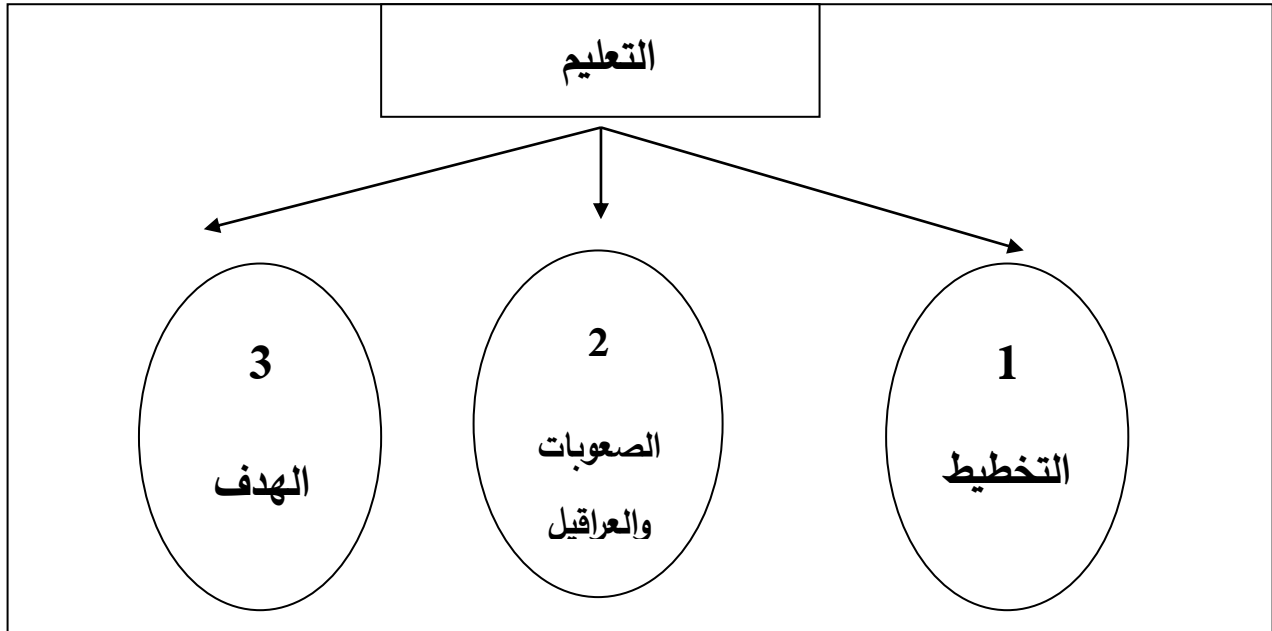 التعليم
1
التخطيط
2
الصعوبات
والعراقيل
3
الهدف